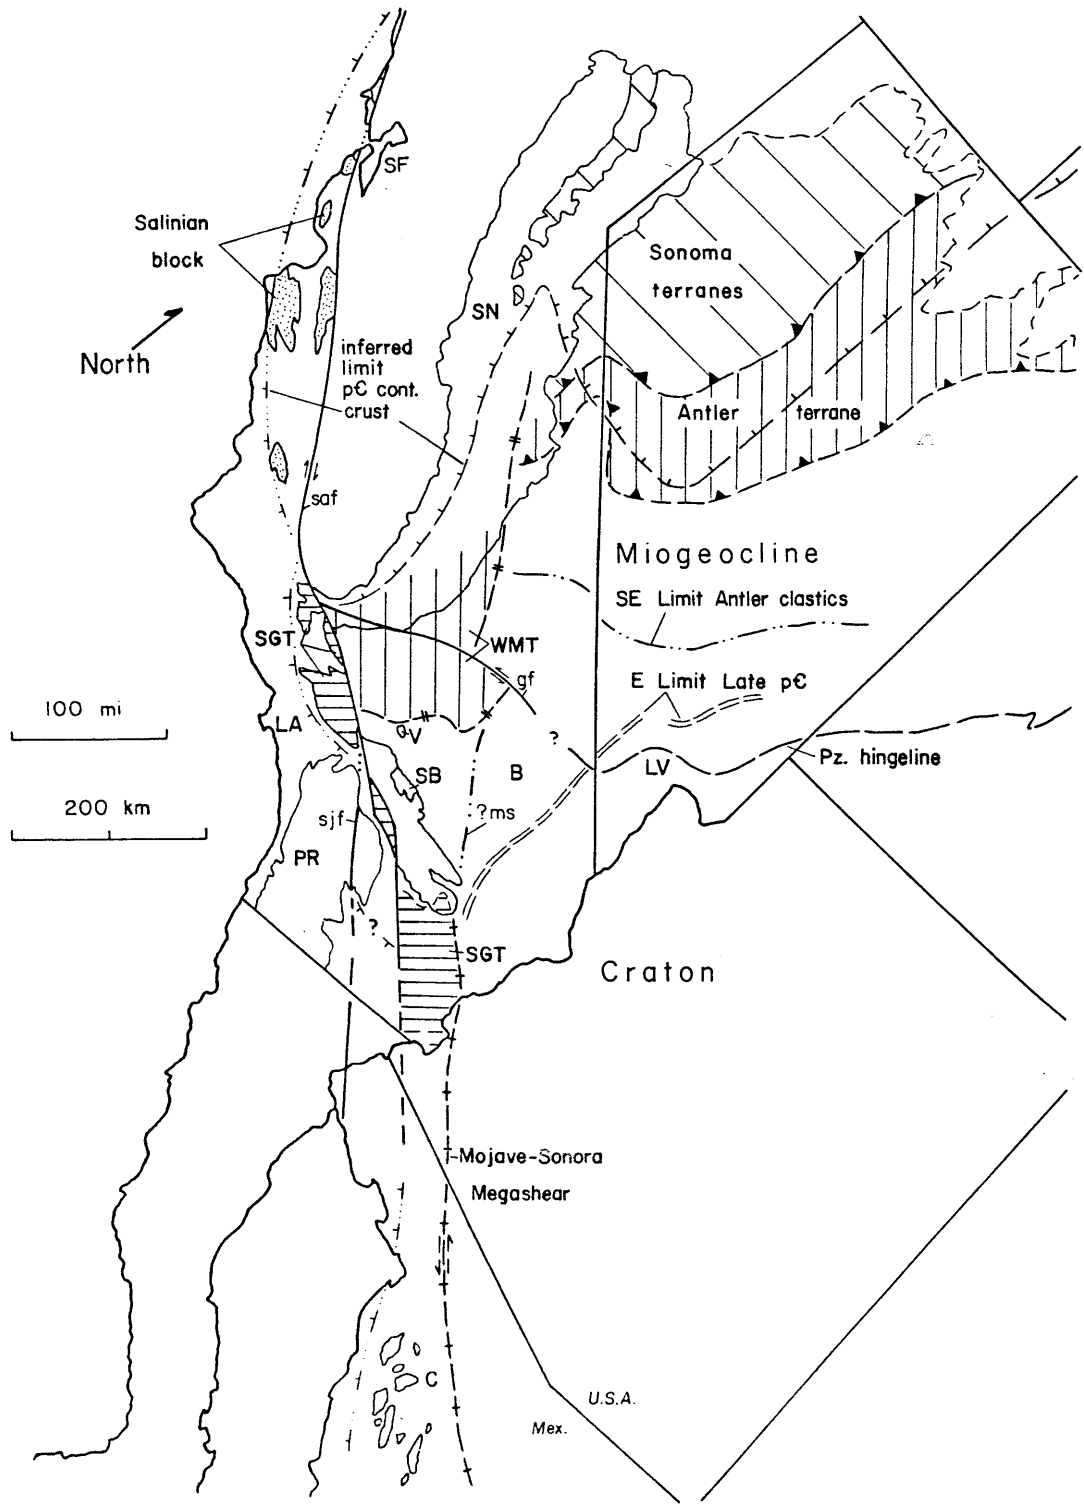 SF
Salinian
block
North
SN
Sonoma
terranes
inferred
limit
p€ cont.
crust
Antler terrane
saf
Miogeocline
SE Limit Antler clastics
SGT
WMT
gf
E Limit Late p€
100 mi
LA
V
?
Pz. hingeline
LV
SB
B
200 km
sjf
? ms
PR
?
SGT
Craton
Mojave-Sonora
Megashear
C
U.S.A.
Mex.